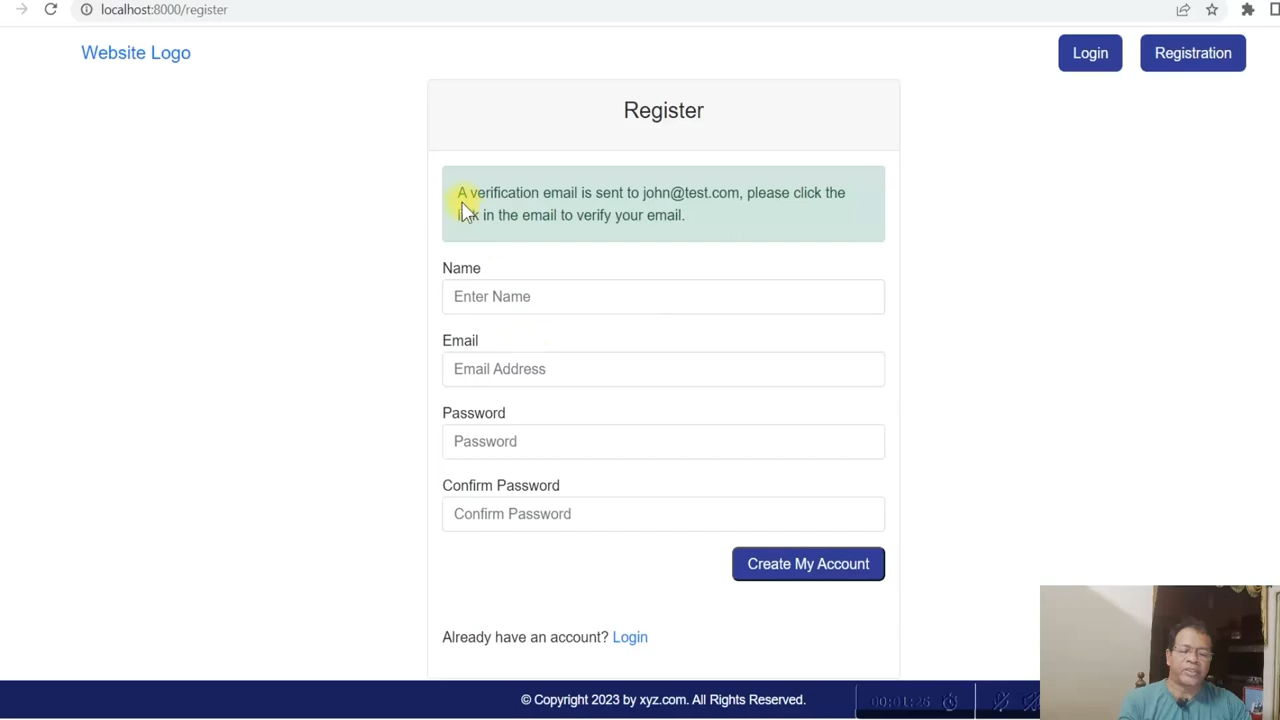 localhost:8000/register
Website Logo
Login
Registration
Register
A verification email is sent to john@test.com, please click the
link in the email to verify your email.
Name
Enter Name
Email
Email Address
Password
Password
Confirm Password
Confirm Password
Create My Account
Already have an account? Login
© Copyright 2023 by xyz.com. All Rights Reserved.